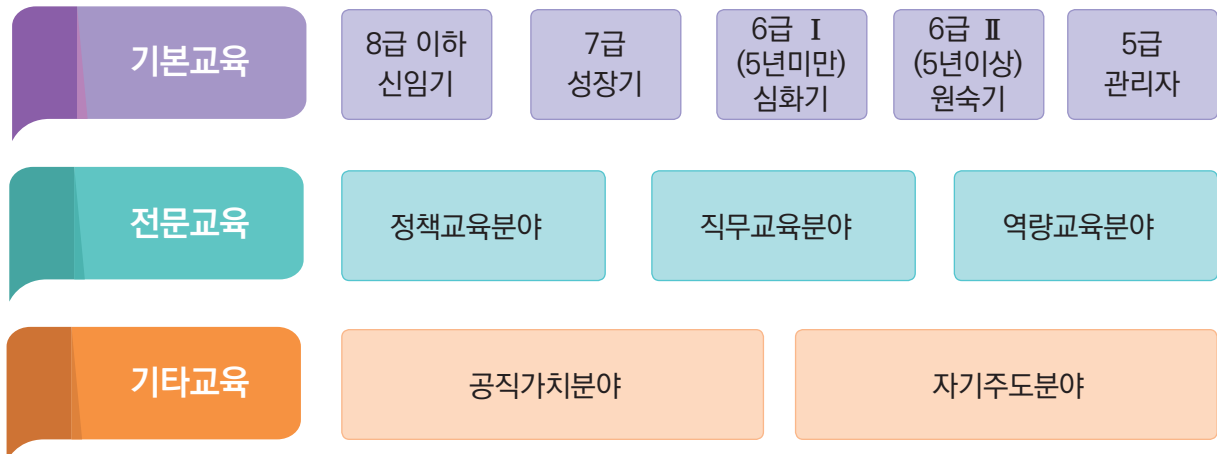 기본교육
8급 이하
신임기
7급
성장기
6급 Ⅰ
(5년미만)
심화기
6급 Ⅱ
(5년이상)
원숙기
5급
관리자
전문교육
정책교육분야
직무교육분야
역량교육분야
기타교육
공직가치분야
자기주도분야